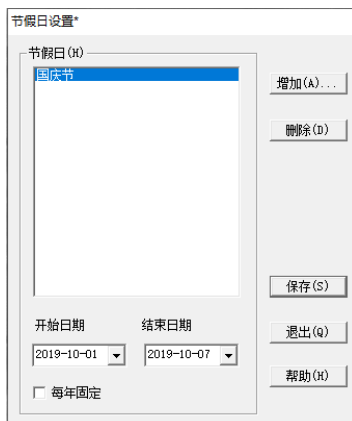 节假日设置*
节假日(H)
国庆节
增加(A)...
删除(D)
保存(S)
开始日期
结束日期
退出(Q)
2019-10-01
2019-10-07
帮助(H)
每年固定